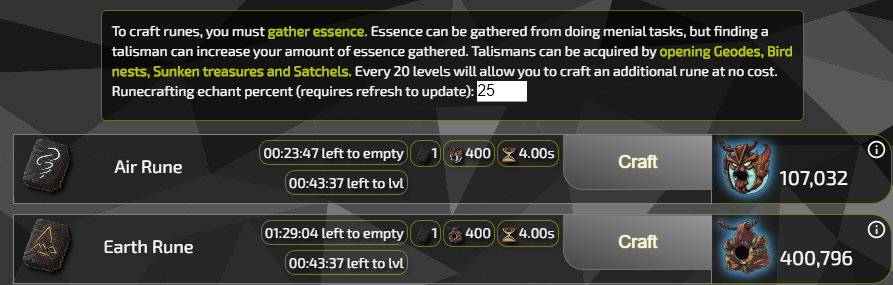 To craft runes, you must gather essence. Essence can be gathered from doing menial tasks, but finding a
talisman can increase your amount of essence gathered. Talismans can be acquired by opening Geodes, Bird
nests, Sunken treasures and Satchels. Every 20 levels will allow you to craft an additional rune at no cost.
Runecrafting echant percent (requires refresh to update): 25
Air Rune
00:23:47 left to empty 1 400 4.00s
00:43:37 left to lvl
Craft
107,032
Earth Rune
01:29:04 left to empty 1 400 4.00s
00:43:37 left to lvl
Craft
400,796